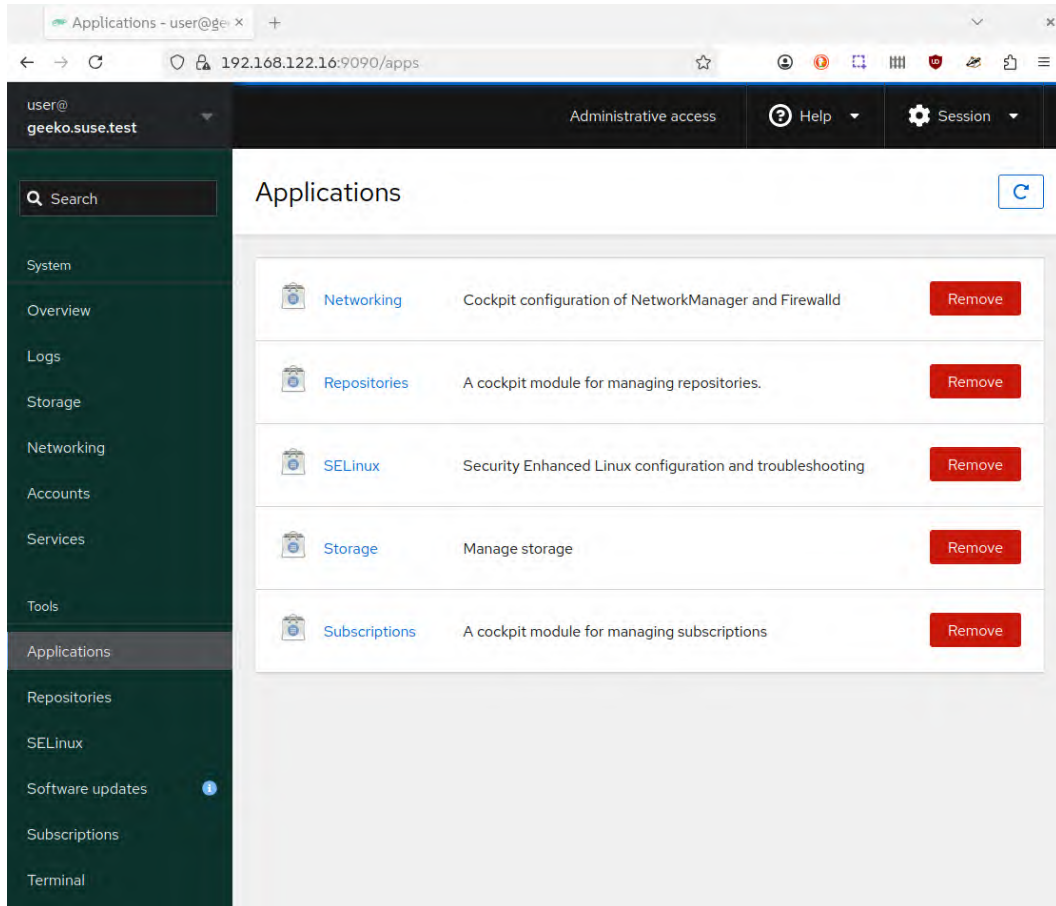 Applications - user@gee
192.168.122.16:9090/apps
user@
geeko.suse.test
Administrative access
Help
Session
Search
Applications
System
Overview
Logs
Storage
Networking
Accounts
Services
Tools
Applications
Repositories
SELinux
Software updates
Subscriptions
Terminal
Networking Cockpit configuration of NetworkManager and Firewalld Remove
Repositories A cockpit module for managing repositories. Remove
SELinux Security Enhanced Linux configuration and troubleshooting Remove
Storage Manage storage Remove
Subscriptions A cockpit module for managing subscriptions Remove